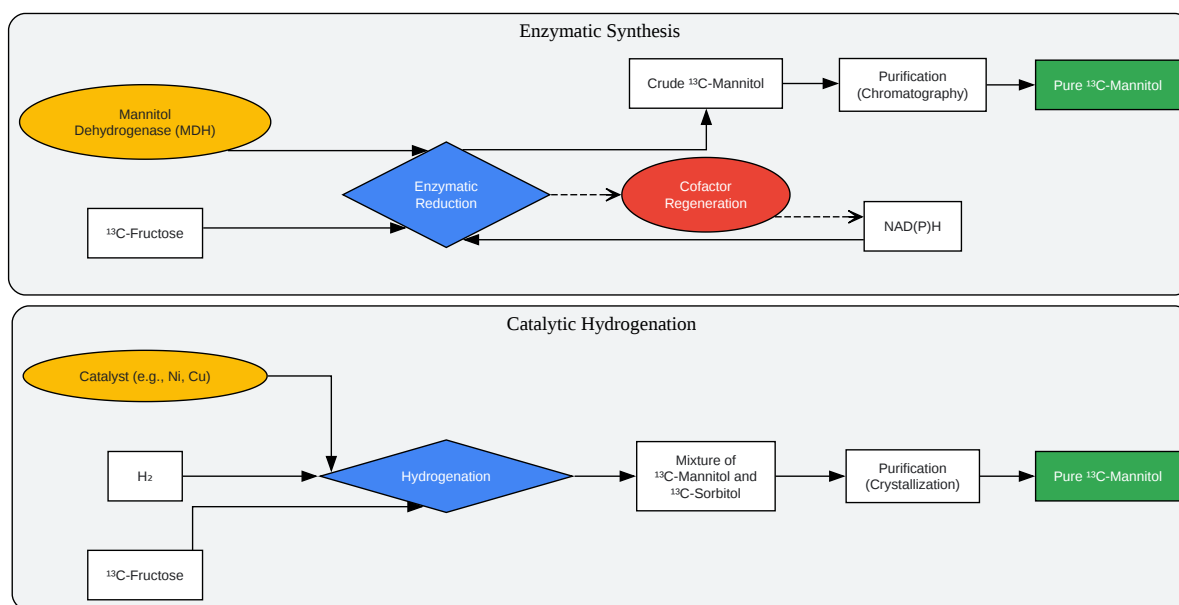 Enzymatic Synthesis
Mannitol
Dehydrogenase (MDH)
Crude ¹³C-Mannitol
Purification
(Chromatography)
Pure ¹³C-Mannitol
Enzymatic
Reduction
Cofactor
Regeneration
¹³C-Fructose
NAD(P)H
Catalytic Hydrogenation
Catalyst (e.g., Ni, Cu)
H₂
Hydrogenation
Mixture of
¹³C-Mannitol and
¹³C-Sorbitol
Purification
(Crystallization)
Pure ¹³C-Mannitol
¹³C-Fructose